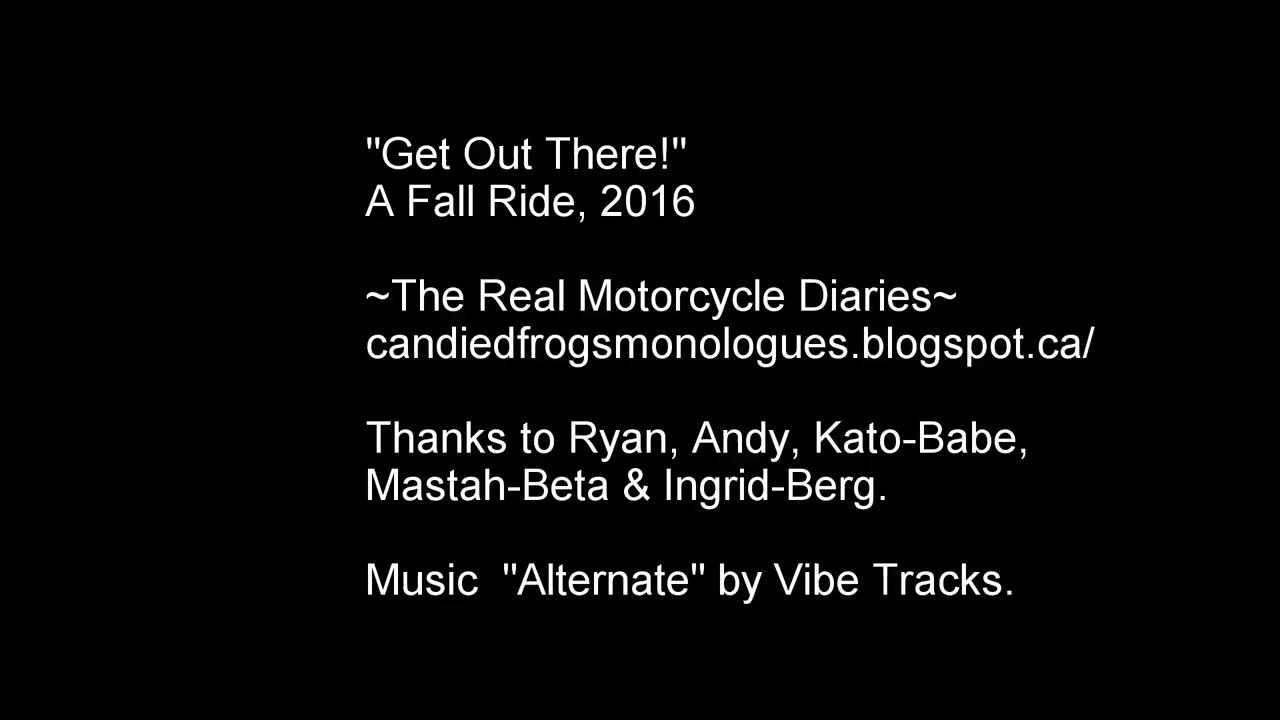 "Get Out There!"
A Fall Ride, 2016
~The Real Motorcycle Diaries~
candiedfrogsmonologues.blogspot.ca/
Thanks to Ryan, Andy, Kato-Babe,
Mastah-Beta & Ingrid-Berg.
Music  "Alternate" by Vibe Tracks.